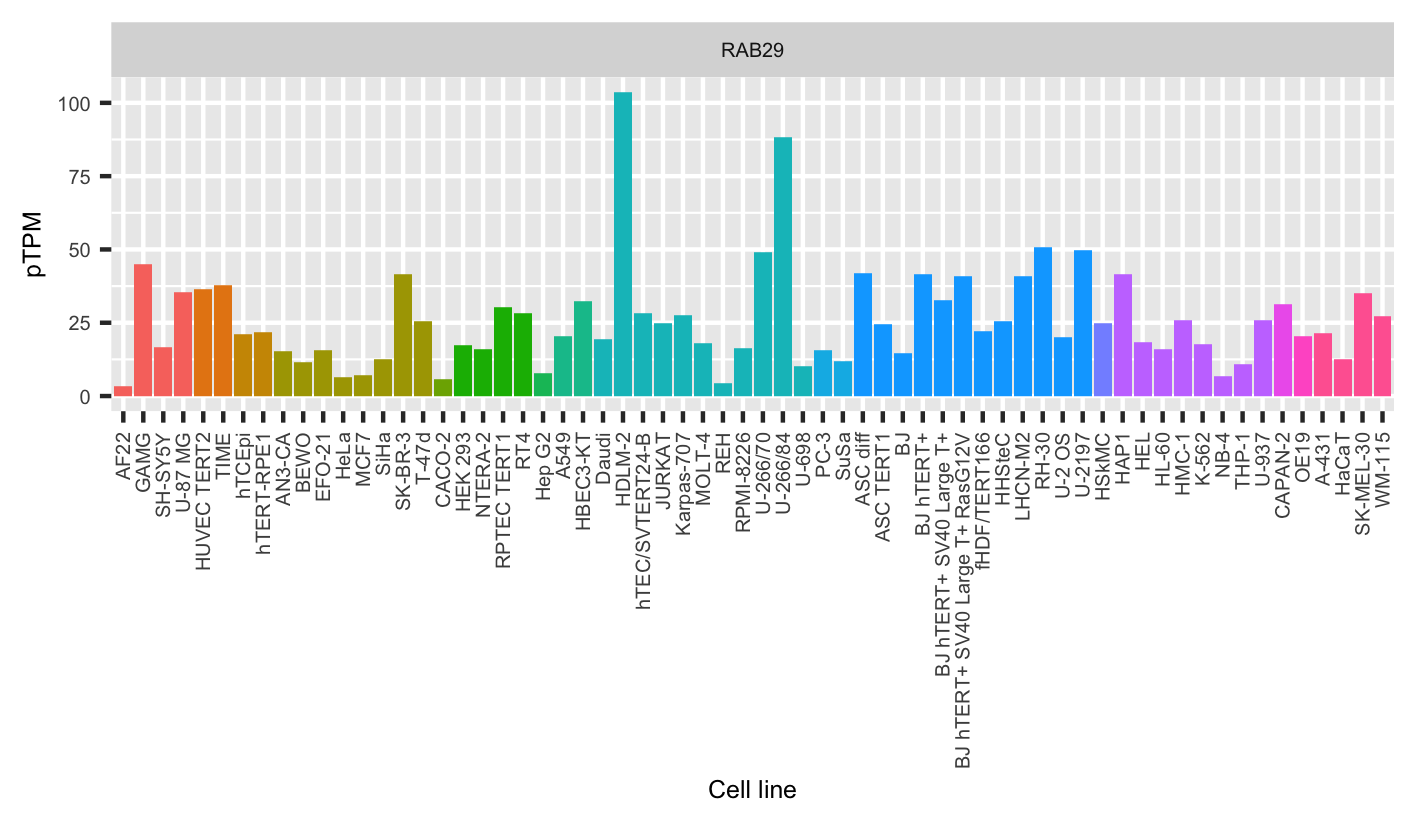 RAB29
pTPM
100
75
50
25
0
AF22
GAMG
SH-SY5Y
U-87 MG
HUVEC TERT2
TIME
hTCEpi
hTERT-RPE1
AN3-CA
BEWO
EFO-21
HeLa
MCF7
SiHa
SK-BR-3
T-47d
CACO-2
HEK 293
NTERA-2
RPTEC TERT1
RT4
Hep G2
A549
HBEC3-KT
Daudi
HDLM-2
hTEC/SVTERT24-B
JURKAT
Karpas-707
MOLT-4
REH
RPMI-8226
U-266/70
U-266/84
U-698
PC-3
SuSa
ASC diff
ASC TERT1
BJ
BJ hTERT+
BJ hTERT+ SV40 Large T+
BJ hTERT+ SV40 Large T+ RasG12V
fHDF/TERT166
HHSteC
LHCN-M2
RH-30
U-2 OS
U-2197
HSkMC
HAP1
HEL
HL-60
HMC-1
K-562
NB-4
THP-1
U-937
CAPAN-2
OE19
A-431
HaCaT
SK-MEL-30
WM-115
Cell line